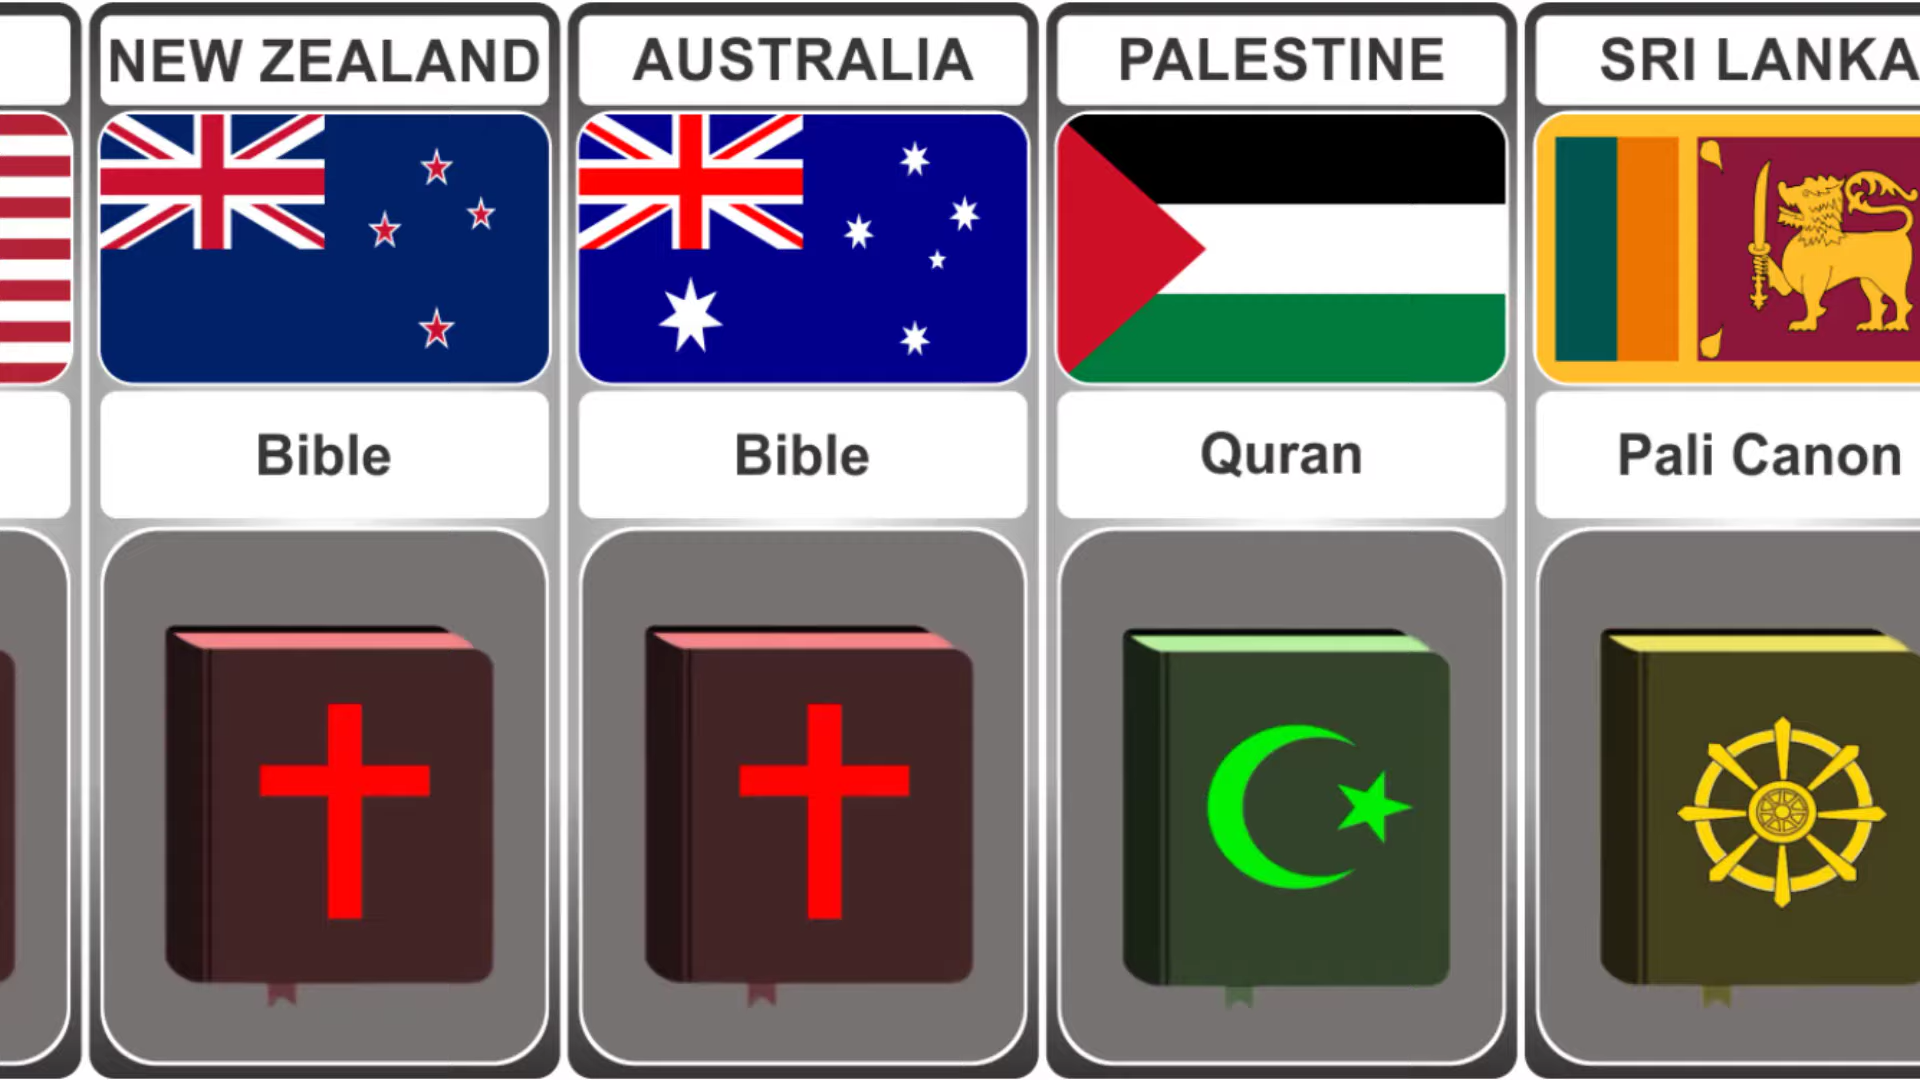 NEW ZEALAND
AUSTRALIA
PALESTINE
SRI LANKA
Bible
Bible
Quran
Pali Canon